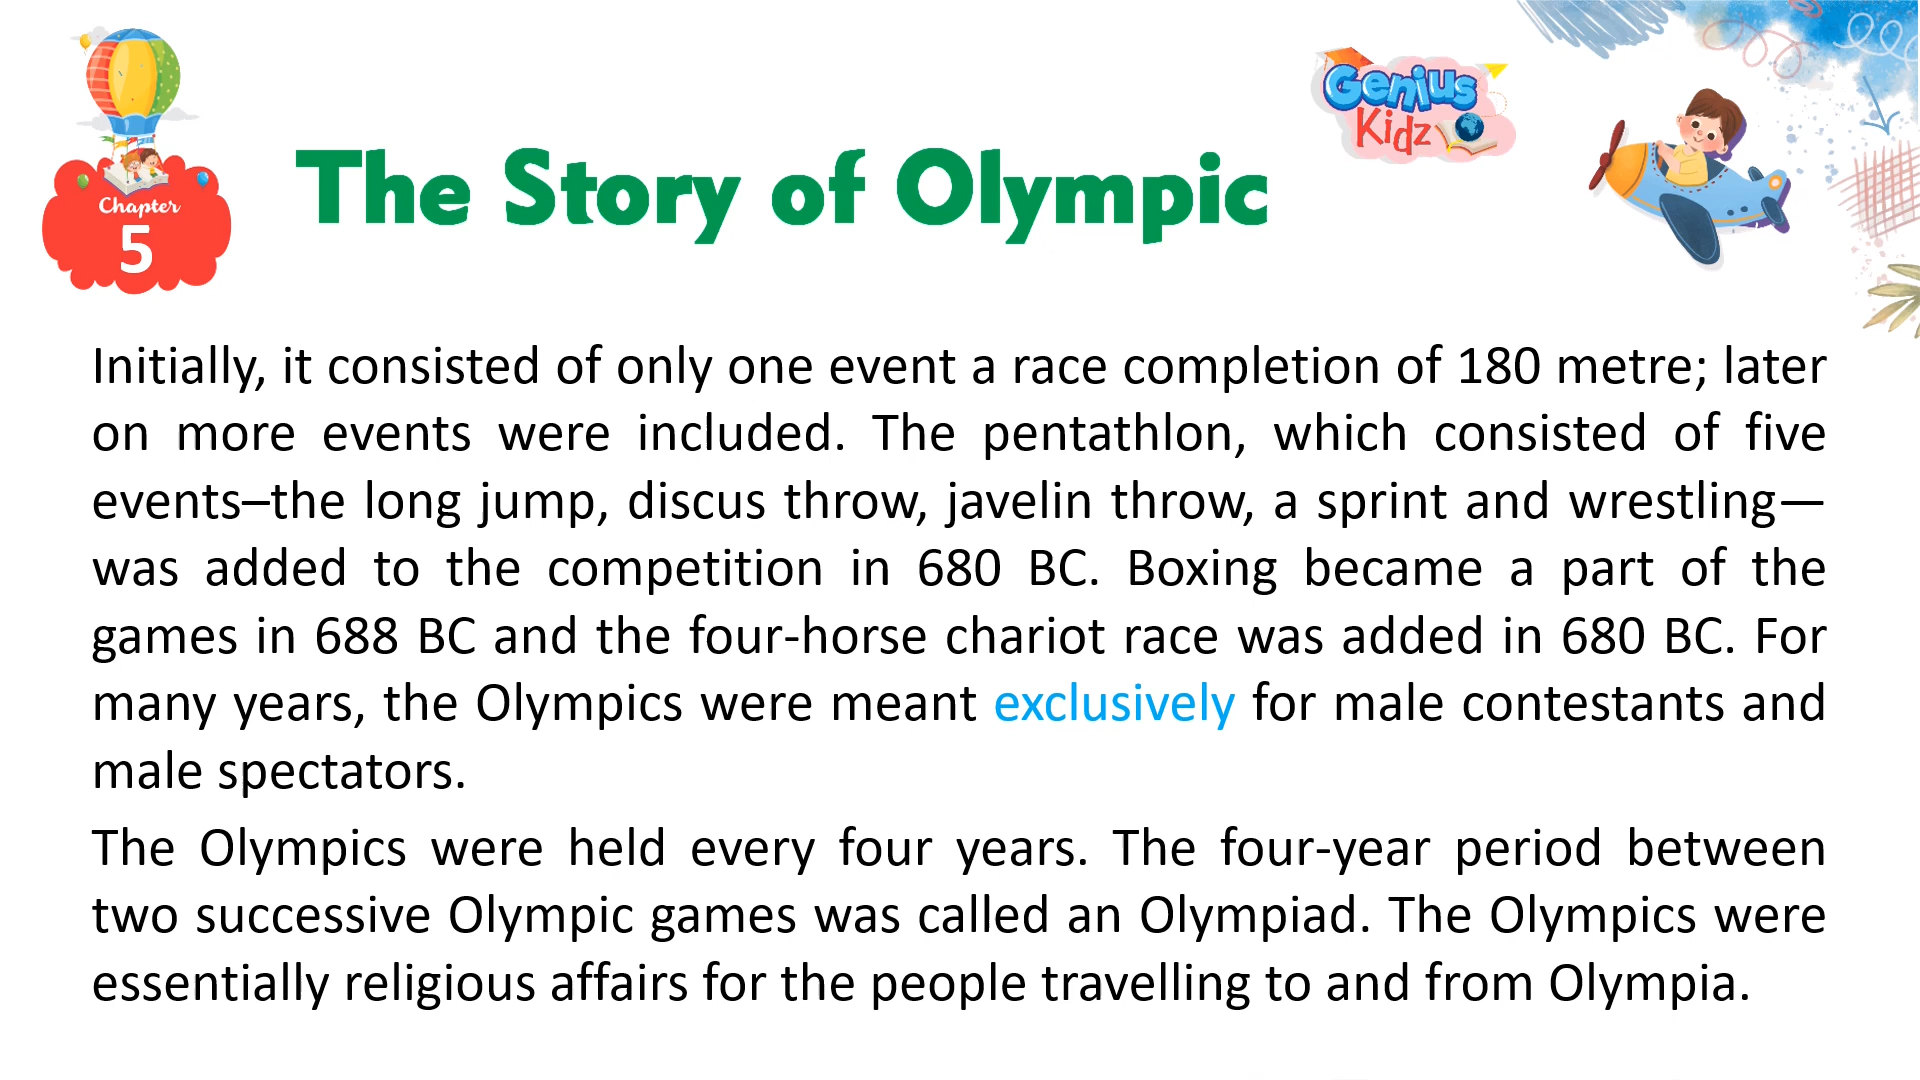 Genius
Kidz
Chapter
5
The Story of Olympic
Initially, it consisted of only one event a race completion of 180 metre; later
on more events were included. The pentathlon, which consisted of five
events–the long jump, discus throw, javelin throw, a sprint and wrestling—
was added to the competition in 680 BC. Boxing became a part of the
games in 688 BC and the four-horse chariot race was added in 680 BC. For
many years, the Olympics were meant exclusively for male contestants and
male spectators.
The Olympics were held every four years. The four-year period between
two successive Olympic games was called an Olympiad. The Olympics were
essentially religious affairs for the people travelling to and from Olympia.